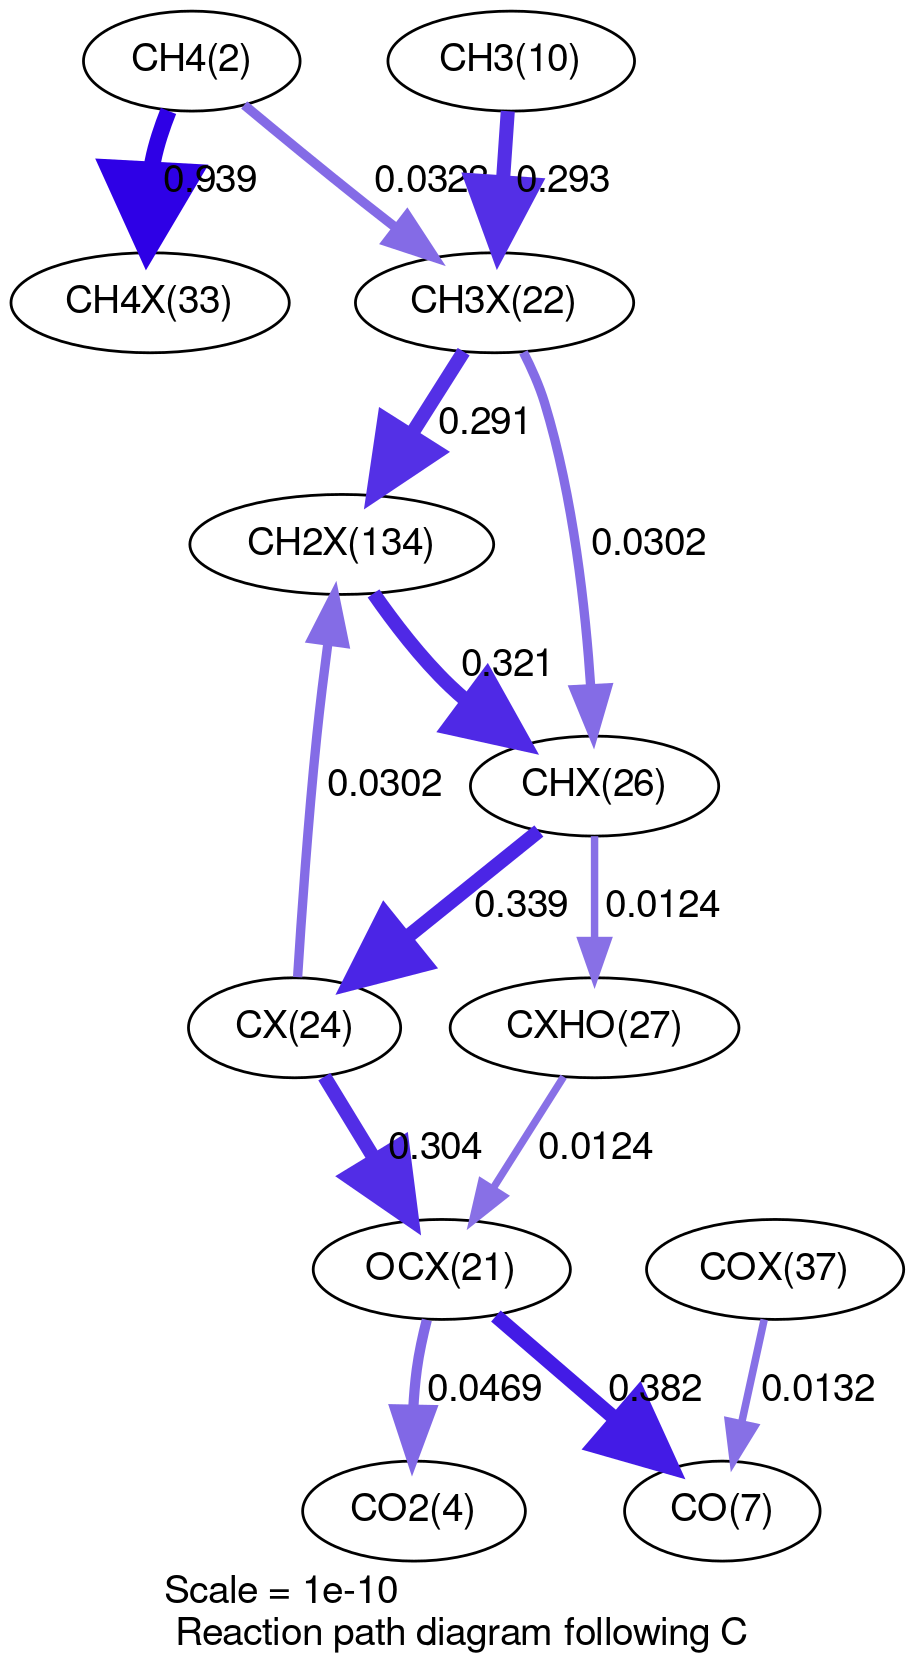 CH4(2)
CH3(10)
0.939
0.293
CH4X(33)
CH3X(22)
0.291
0.0302
CH2X(134)
0.321
0.0302
CHX(26)
0.339
0.0124
CX(24)
CXHO(27)
0.304
0.0124
OCX(21)
COX(37)
0.0469
0.382
0.0132
CO2(4)
CO(7)
Scale = 1e-10
Reaction path diagram following C